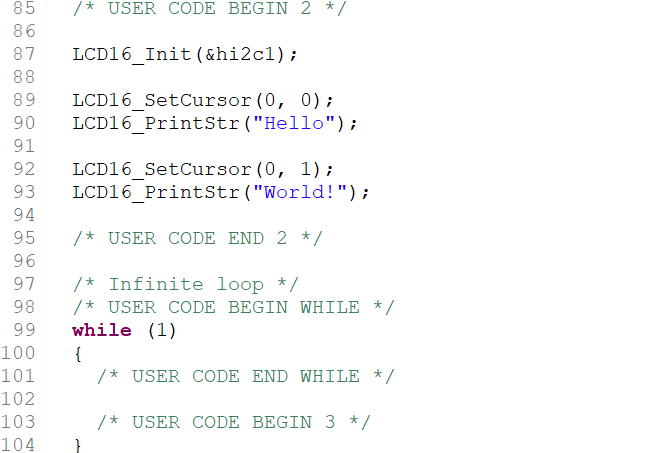 85 /* USER CODE BEGIN 2 */
86
87 LCD16_Init(&hi2c1);
88
89 LCD16_SetCursor(0, 0);
90 LCD16_PrintStr("Hello");
91
92 LCD16_SetCursor(0, 1);
93 LCD16_PrintStr("World!");
94
95 /* USER CODE END 2 */
96
97 /* Infinite loop */
98 /* USER CODE BEGIN WHILE */
99 while (1)
100 {
101 /* USER CODE END WHILE */
102
103 /* USER CODE BEGIN 3 */
104 }